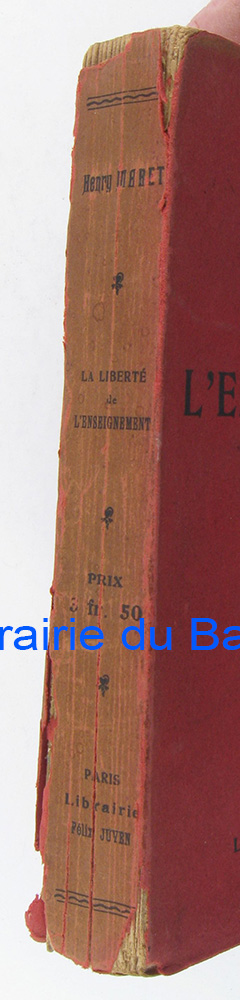 Henry MARET
LA LIBERTÉ
de
L'ENSEIGNEMENT
PRIX
3 fr. 50
PARIS
Librairie
Félix JUVEN
L'E
L
rairie du Ba